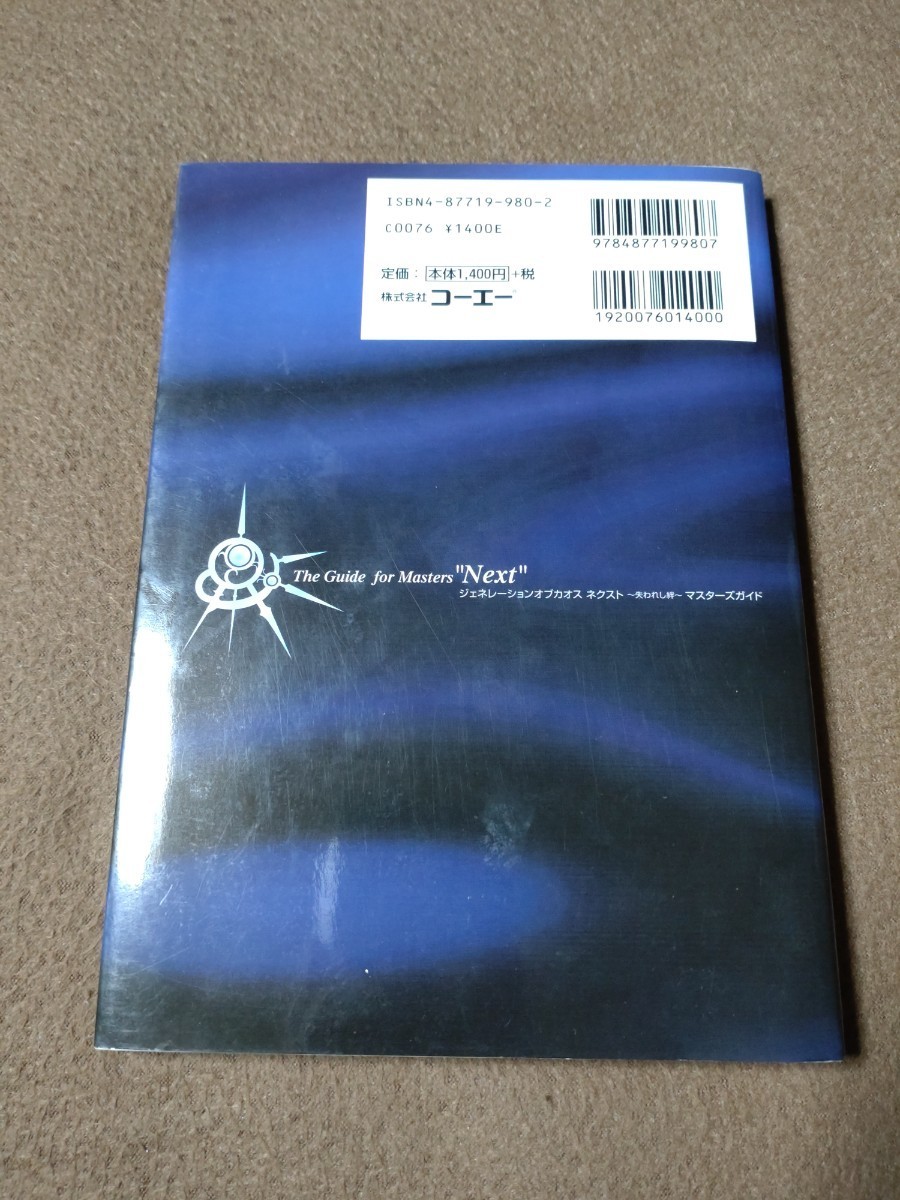 ISBN4-87719-980-2
C0076 ¥1400E
9784877199807
定価：本体1,400円+税
株式会社 コーエー
1920076014000
The Guide for Masters "Next"
ジェネレーションオブカオス ネクスト ～失われし絆～ マスターズガイド